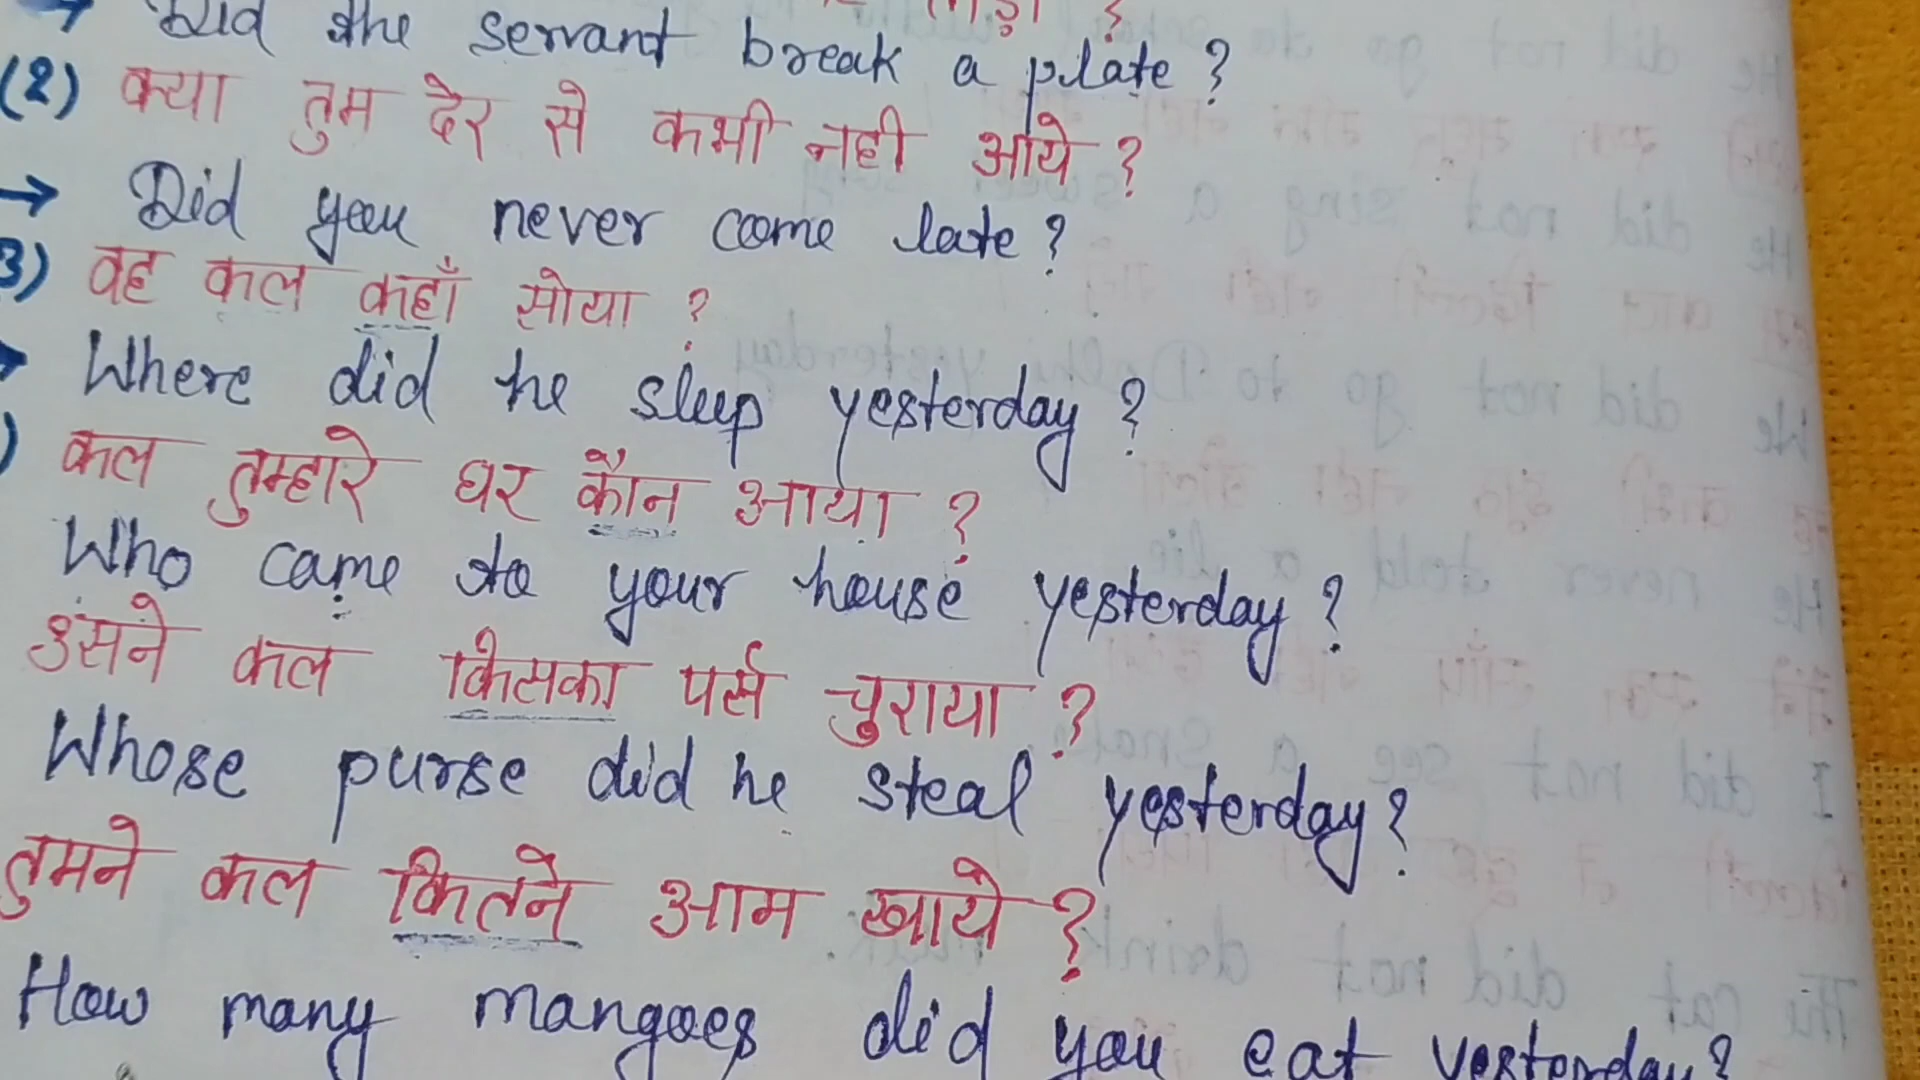 → Did the servant break a plate?
(2) क्या तुम देर से कभी नही आये?
→ Did you never come late?
3) वह कल कहाँ सोया?
Where did he sleep yesterday?
) कल तुम्हारे घर कौन आया?
Who came to your house yesterday?
उसने कल किसका पर्स चुराया?
Whose purse did he steal yesterday?
तुमने कल कितने आम खाये?
How many mangoes did you eat yesterday?